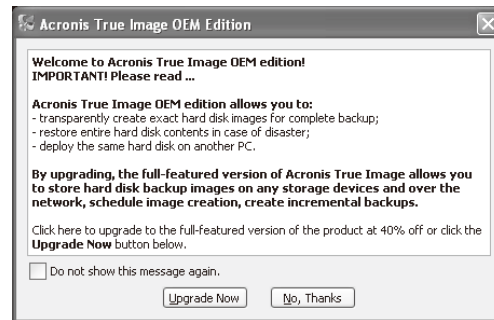 Acronis True Image OEM Edition
Welcome to Acronis True Image OEM edition!
IMPORTANT! Please read ...
Acronis True Image OEM edition allows you to:
- transparently create exact hard disk images for complete backup;
- restore entire hard disk contents in case of disaster;
- deploy the same hard disk on another PC.
By upgrading, the full-featured version of Acronis True Image allows you
to store hard disk backup images on any storage devices and over the
network, schedule image creation, create incremental backups.
Click here to upgrade to the full-featured version of the product at 40% off or click the
Upgrade Now button below.
Do not show this message again.
Upgrade Now No, Thanks